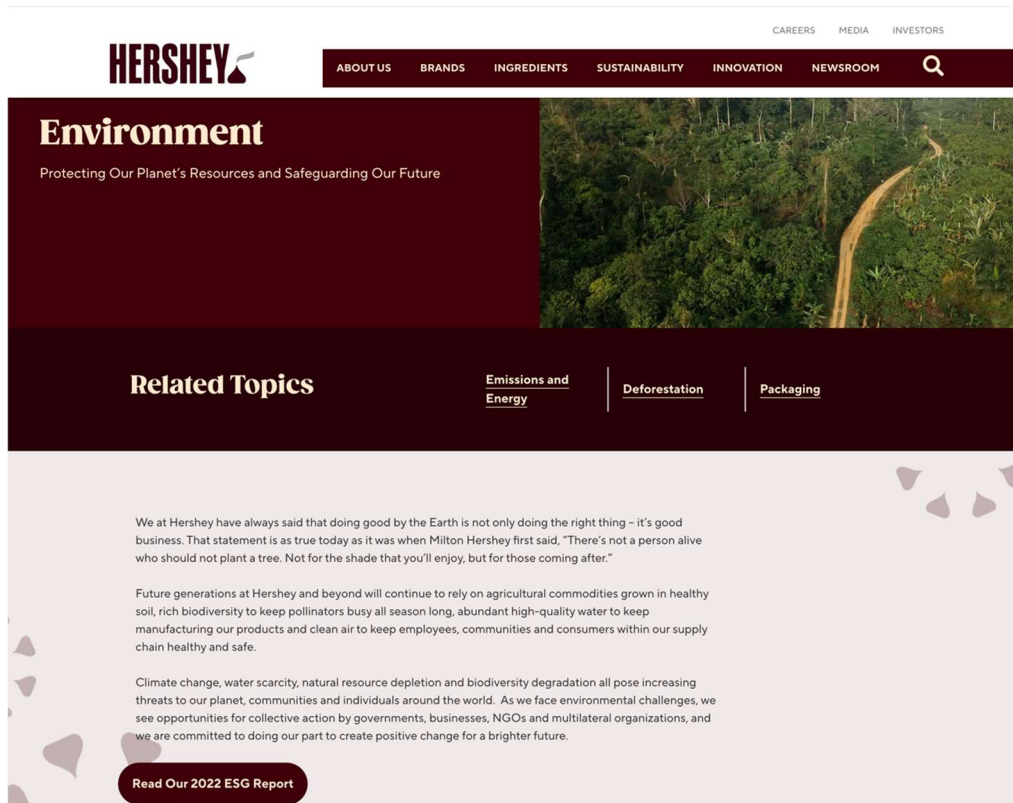 CAREERS MEDIA INVESTORS
HERSHEY
ABOUT US BRANDS INGREDIENTS SUSTAINABILITY INNOVATION NEWSROOM
Environment
Protecting Our Planet's Resources and Safeguarding Our Future
Related Topics
Emissions and
Energy
Deforestation
Packaging
We at Hershey have always said that doing good by the Earth is not only doing the right thing – it's good
business. That statement is as true today as it was when Milton Hershey first said, “There's not a person alive
who should not plant a tree. Not for the shade that you'll enjoy, but for those coming after.”
Future generations at Hershey and beyond will continue to rely on agricultural commodities grown in healthy
soil, rich biodiversity to keep pollinators busy all season long, abundant high-quality water to keep
manufacturing our products and clean air to keep employees, communities and consumers within our supply
chain healthy and safe.
Climate change, water scarcity, natural resource depletion and biodiversity degradation all pose increasing
threats to our planet, communities and individuals around the world. As we face environmental challenges, we
see opportunities for collective action by governments, businesses, NGOs and multilateral organizations, and
we are committed to doing our part to create positive change for a brighter future.
Read Our 2022 ESG Report